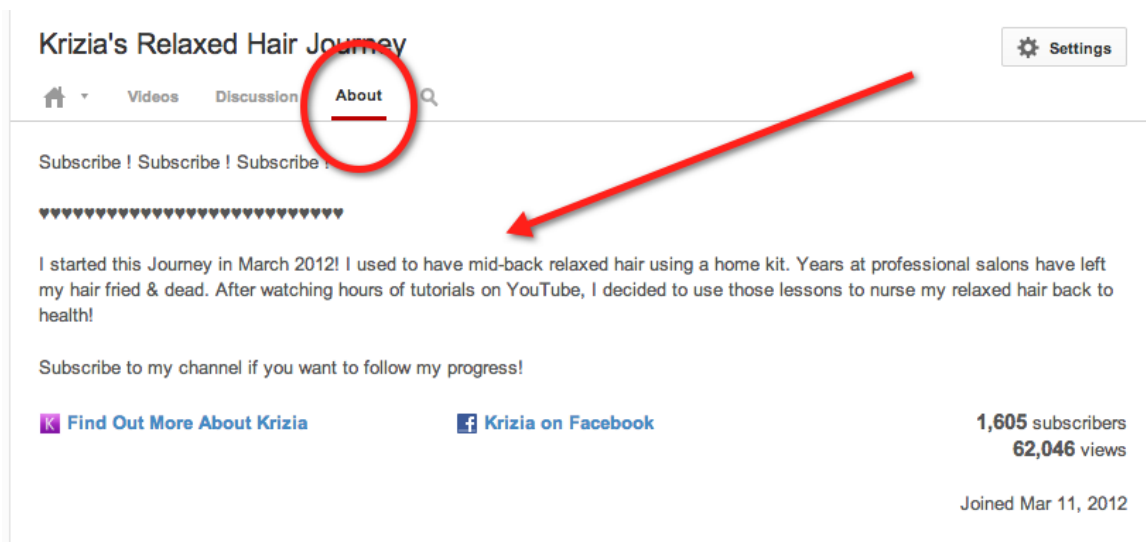 Krizia's Relaxed Hair Journey
Settings
Videos Discussion About
Subscribe ! Subscribe ! Subscribe !
♥♥♥♥♥♥♥♥♥♥♥♥♥♥♥♥♥♥♥♥♥♥♥♥♥♥♥
I started this Journey in March 2012! I used to have mid-back relaxed hair using a home kit. Years at professional salons have left
my hair fried & dead. After watching hours of tutorials on YouTube, I decided to use those lessons to nurse my relaxed hair back to
health!
Subscribe to my channel if you want to follow my progress!
K Find Out More About Krizia
f Krizia on Facebook
1,605 subscribers
62,046 views
Joined Mar 11, 2012